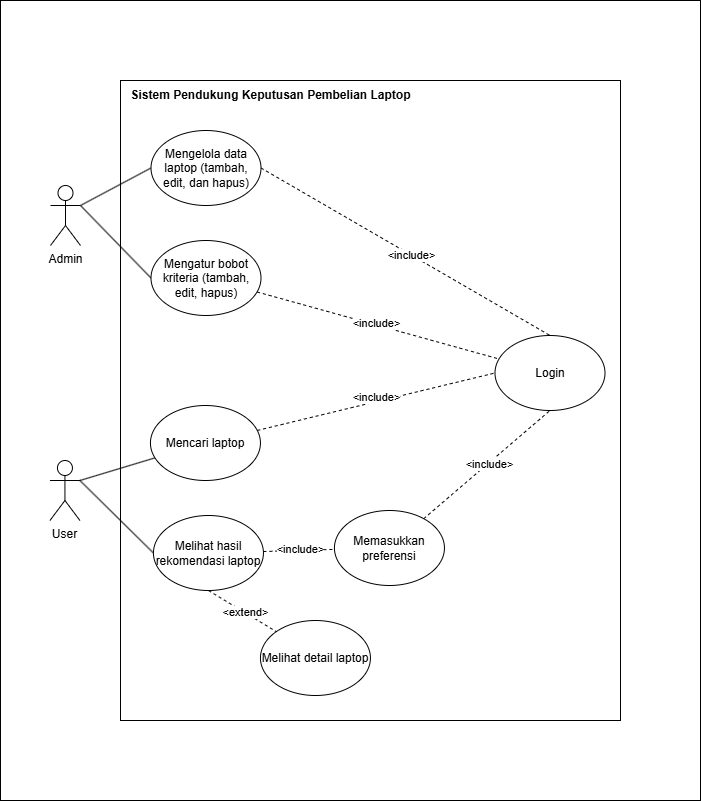 Sistem Pendukung Keputusan Pembelian Laptop
Mengelola data
laptop (tambah,
edit, dan hapus)
Admin
<include>
Mengatur bobot
kriteria (tambah,
edit, hapus)
<include>
Login
<include>
Mencari laptop
<include>
User
Melihat hasil
rekomendasi laptop
<include>
Memasukkan
preferensi
<extend>
Melihat detail laptop